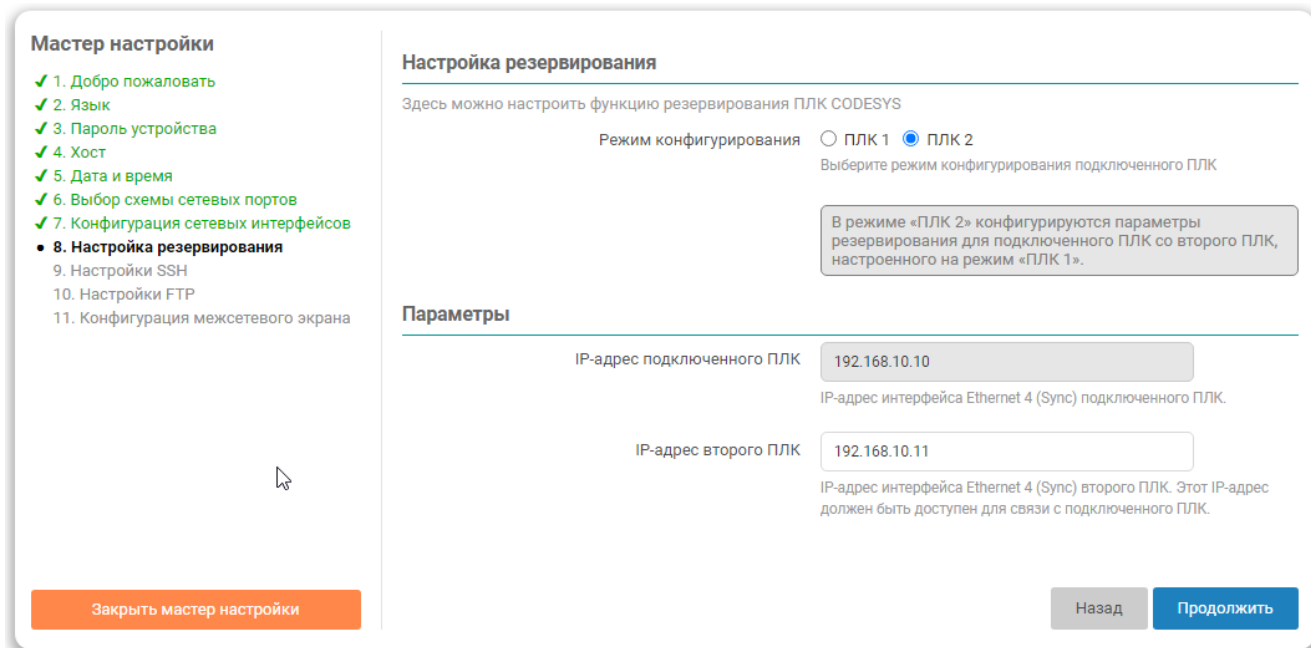 Мастер настройки
✔ 1. Добро пожаловать
✔ 2. Язык
✔ 3. Пароль устройства
✔ 4. Хост
✔ 5. Дата и время
✔ 6. Выбор схемы сетевых портов
✔ 7. Конфигурация сетевых интерфейсов
● 8. Настройка резервирования
9. Настройки SSH
10. Настройки FTP
11. Конфигурация межсетевого экрана
Закрыть мастер настройки
Настройка резервирования
Здесь можно настроить функцию резервирования ПЛК CODESYS
Режим конфигурирования ПЛК 1 ПЛК 2
Выберите режим конфигурирования подключенного ПЛК
В режиме «ПЛК 2» конфигурируются параметры
резервирования для подключенного ПЛК со второго ПЛК,
настроенного на режим «ПЛК 1».
Параметры
IP-адрес подключенного ПЛК 192.168.10.10
IP-адрес интерфейса Ethernet 4 (Sync) подключенного ПЛК.
IP-адрес второго ПЛК 192.168.10.11
IP-адрес интерфейса Ethernet 4 (Sync) второго ПЛК. Этот IP-адрес
должен быть доступен для связи с подключенного ПЛК.
Назад Продолжить